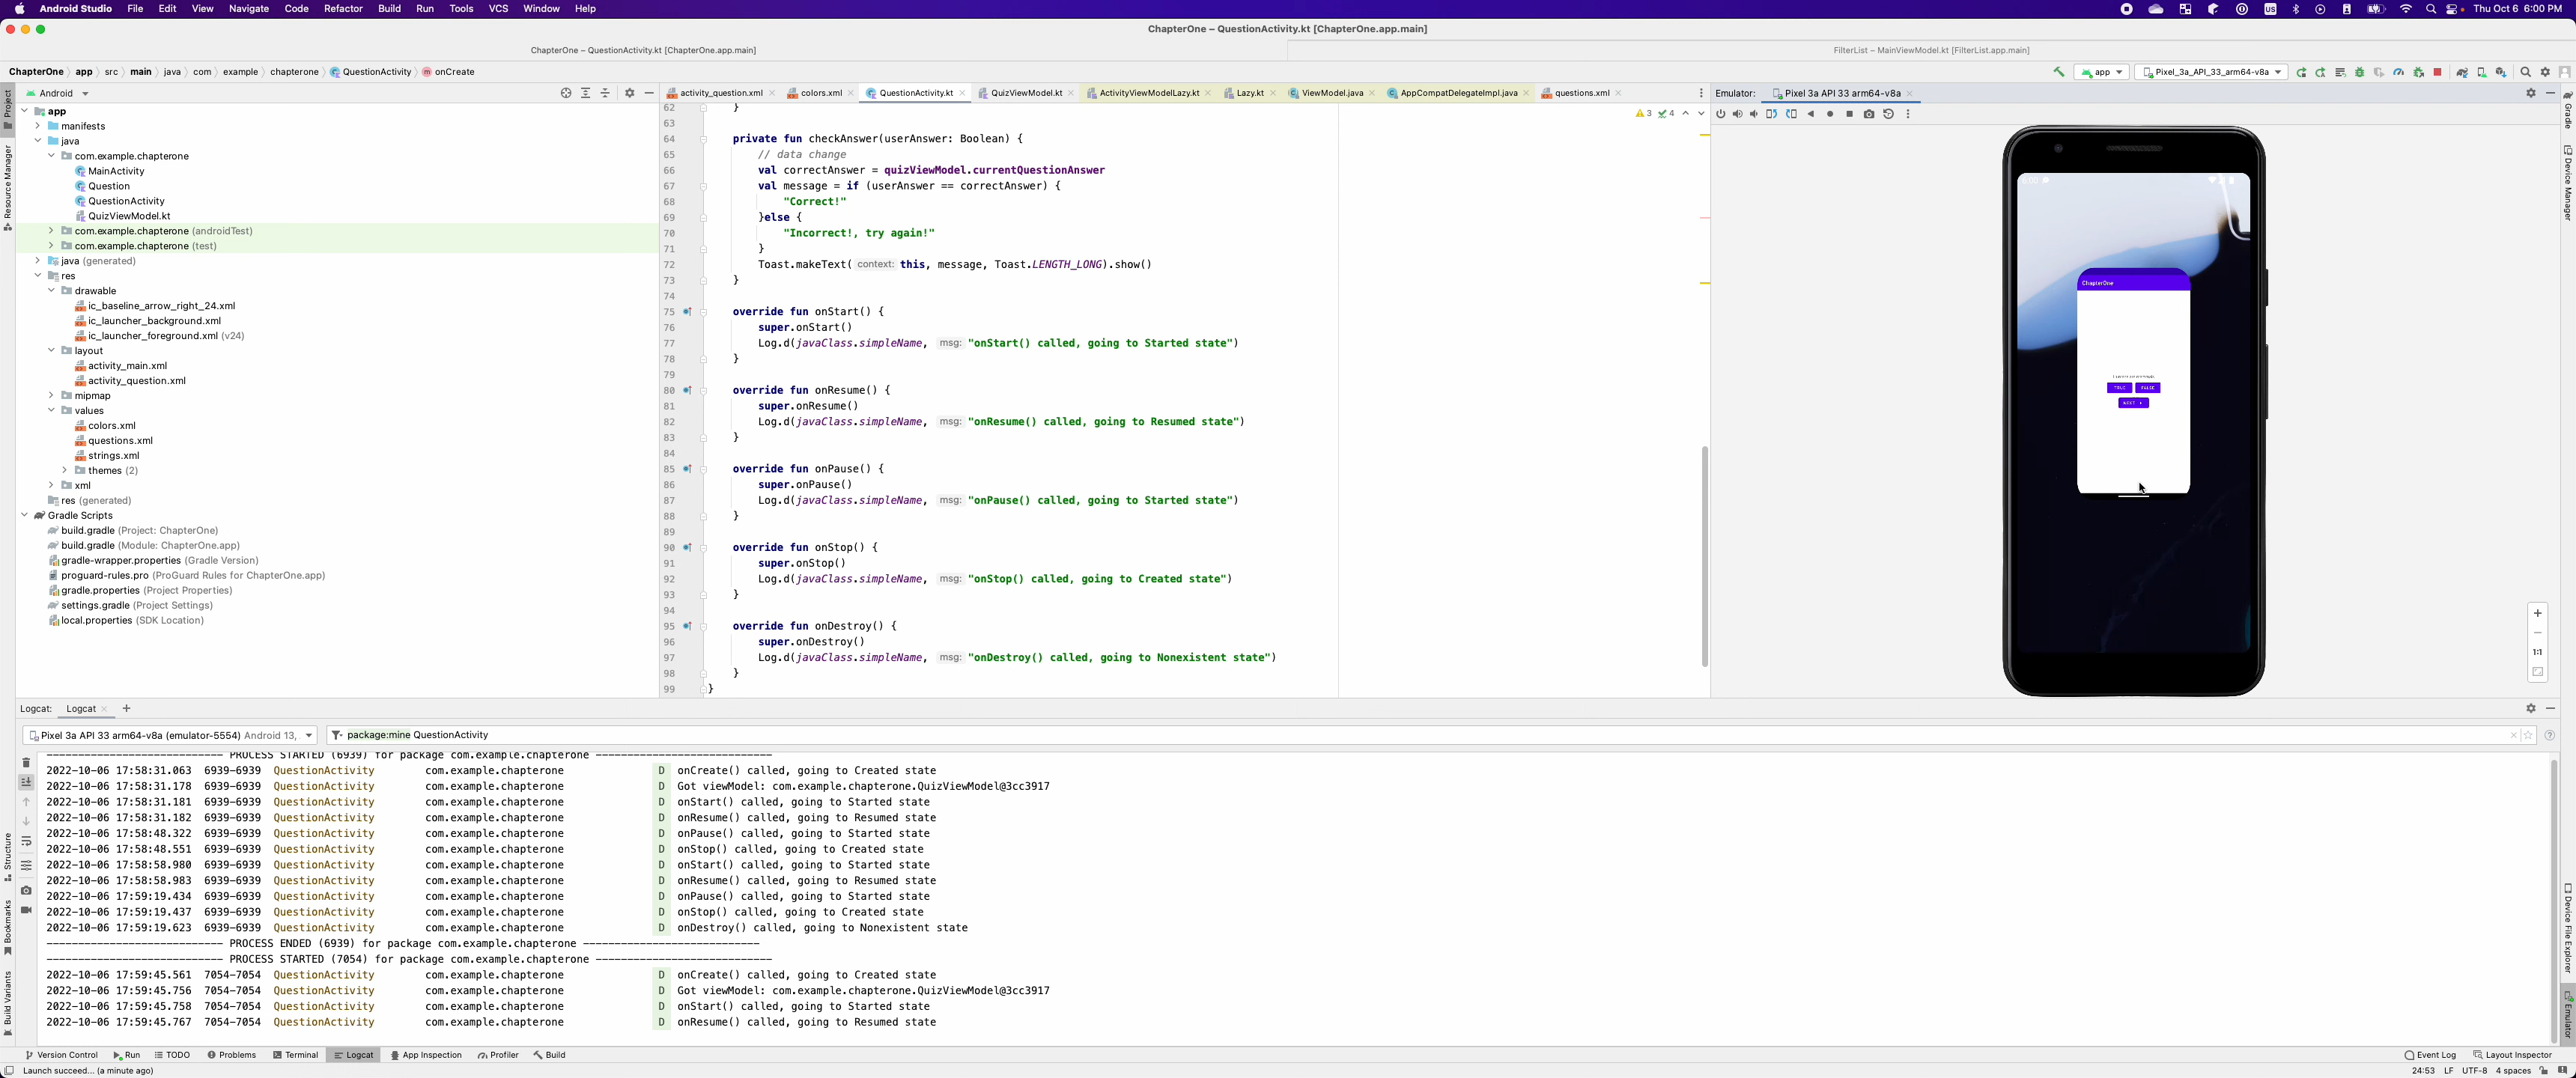 Android Studio File Edit View Navigate Code Refactor Build Run Tools VCS Window Help
US
Thu Oct 6 6:00 PM
ChapterOne – QuestionActivity.kt [ChapterOne.app.main]
ChapterOne – QuestionActivity.kt [ChapterOne.app.main]
FilterList – MainViewModel.kt [FilterList.app.main]
ChapterOne app src main java com example chapterone QuestionActivity onCreate
app
Pixel_3a_API_33_arm64-v8a
Android
activity_question.xml colors.xml QuestionActivity.kt QuizViewModel.kt ActivityViewModelLazy.kt Lazy.kt ViewModel.java AppCompatDelegateImpl.java questions.xml
Emulator: Pixel 3a API 33 arm64-v8a
Project
Resource Manager
Structure
Bookmarks
Build Variants
app
manifests
java
com.example.chapterone
MainActivity
Question
QuestionActivity
QuizViewModel.kt
com.example.chapterone (androidTest)
com.example.chapterone (test)
java (generated)
res
drawable
ic_baseline_arrow_right_24.xml
ic_launcher_background.xml
ic_launcher_foreground.xml (v24)
layout
activity_main.xml
activity_question.xml
mipmap
values
colors.xml
questions.xml
strings.xml
themes (2)
xml
res (generated)
Gradle Scripts
build.gradle (Project: ChapterOne)
build.gradle (Module: ChapterOne.app)
gradle-wrapper.properties (Gradle Version)
proguard-rules.pro (ProGuard Rules for ChapterOne.app)
gradle.properties (Project Properties)
settings.gradle (Project Settings)
local.properties (SDK Location)
3 4
62 }
63
64 private fun checkAnswer(userAnswer: Boolean) {
65 // data change
66 val correctAnswer = quizViewModel.currentQuestionAnswer
67 val message = if (userAnswer == correctAnswer) {
68 "Correct!"
69 }else {
70 "Incorrect!, try again!"
71 }
72 Toast.makeText( context: this, message, Toast.LENGTH_LONG).show()
73 }
74
75 override fun onStart() {
76 super.onStart()
77 Log.d(javaClass.simpleName, msg: "onStart() called, going to Started state")
78 }
79
80 override fun onResume() {
81 super.onResume()
82 Log.d(javaClass.simpleName, msg: "onResume() called, going to Resumed state")
83 }
84
85 override fun onPause() {
86 super.onPause()
87 Log.d(javaClass.simpleName, msg: "onPause() called, going to Started state")
88 }
89
90 override fun onStop() {
91 super.onStop()
92 Log.d(javaClass.simpleName, msg: "onStop() called, going to Created state")
93 }
94
95 override fun onDestroy() {
96 super.onDestroy()
97 Log.d(javaClass.simpleName, msg: "onDestroy() called, going to Nonexistent state")
98 }
99 }
6:00
ChapterOne
TRUE FALSE
NEXT
1:1
Gradle
Device Manager
Device File Explorer
Emulator
Logcat: Logcat
Pixel 3a API 33 arm64-v8a (emulator-5554) Android 13,
package:mine QuestionActivity
PROCESS STARTED (6939) for package com.example.chapterone
2022-10-06 17:58:31.063 6939-6939 QuestionActivity com.example.chapterone D onCreate() called, going to Created state
2022-10-06 17:58:31.178 6939-6939 QuestionActivity com.example.chapterone D Got viewModel: com.example.chapterone.QuizViewModel@3cc3917
2022-10-06 17:58:31.181 6939-6939 QuestionActivity com.example.chapterone D onStart() called, going to Started state
2022-10-06 17:58:31.182 6939-6939 QuestionActivity com.example.chapterone D onResume() called, going to Resumed state
2022-10-06 17:58:48.322 6939-6939 QuestionActivity com.example.chapterone D onPause() called, going to Started state
2022-10-06 17:58:48.551 6939-6939 QuestionActivity com.example.chapterone D onStop() called, going to Created state
2022-10-06 17:58:58.980 6939-6939 QuestionActivity com.example.chapterone D onStart() called, going to Started state
2022-10-06 17:58:58.983 6939-6939 QuestionActivity com.example.chapterone D onResume() called, going to Resumed state
2022-10-06 17:59:19.434 6939-6939 QuestionActivity com.example.chapterone D onPause() called, going to Started state
2022-10-06 17:59:19.437 6939-6939 QuestionActivity com.example.chapterone D onStop() called, going to Created state
2022-10-06 17:59:19.623 6939-6939 QuestionActivity com.example.chapterone D onDestroy() called, going to Nonexistent state
PROCESS ENDED (6939) for package com.example.chapterone
PROCESS STARTED (7054) for package com.example.chapterone
2022-10-06 17:59:45.561 7054-7054 QuestionActivity com.example.chapterone D onCreate() called, going to Created state
2022-10-06 17:59:45.756 7054-7054 QuestionActivity com.example.chapterone D Got viewModel: com.example.chapterone.QuizViewModel@3cc3917
2022-10-06 17:59:45.758 7054-7054 QuestionActivity com.example.chapterone D onStart() called, going to Started state
2022-10-06 17:59:45.767 7054-7054 QuestionActivity com.example.chapterone D onResume() called, going to Resumed state
Version Control Run TODO Problems Terminal Logcat App Inspection Profiler Build
Event Log Layout Inspector
Launch succeed... (a minute ago)
24:53 LF UTF-8 4 spaces